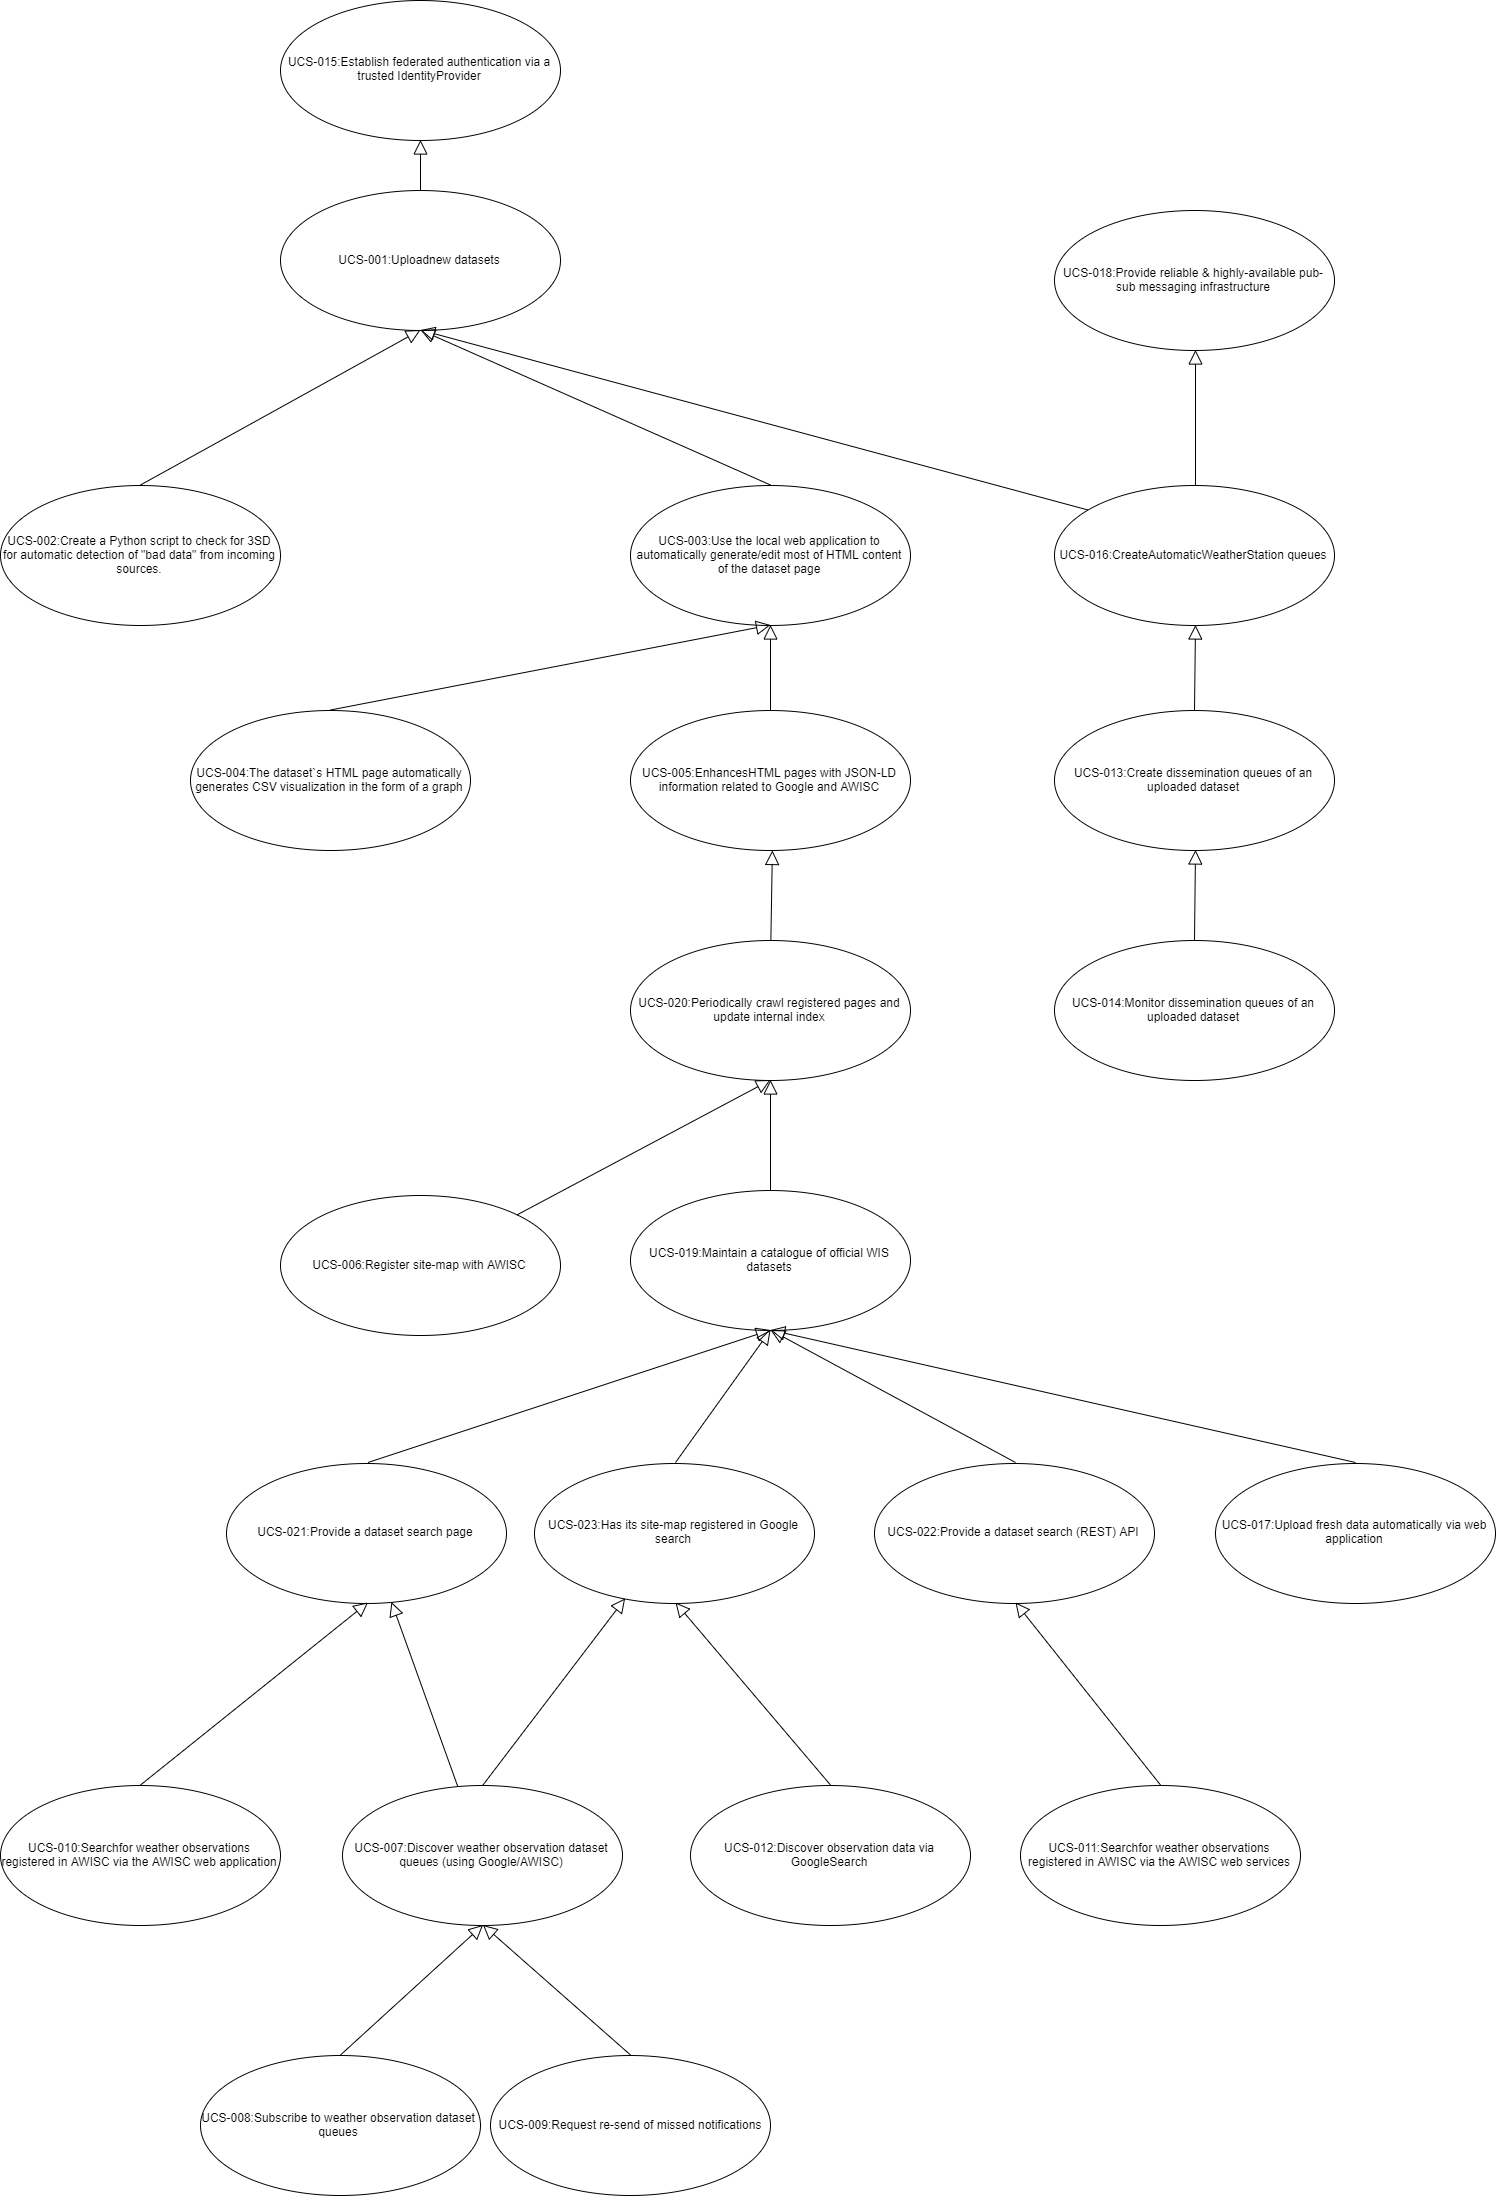 UCS-015:Establish federated authentication via a
trusted IdentityProvider
UCS-001:Uploadnew datasets
UCS-018:Provide reliable & highly-available pub-
sub messaging infrastructure
UCS-002:Create a Python script to check for 3SD
for automatic detection of "bad data" from incoming
sources.
UCS-003:Use the local web application to
automatically generate/edit most of HTML content
of the dataset page
UCS-016:CreateAutomaticWeatherStation queues
UCS-004:The dataset`s HTML page automatically
generates CSV visualization in the form of a graph
UCS-005:EnhancesHTML pages with JSON-LD
information related to Google and AWISC
UCS-013:Create dissemination queues of an
uploaded dataset
UCS-020:Periodically crawl registered pages and
update internal index
UCS-014:Monitor dissemination queues of an
uploaded dataset
UCS-006:Register site-map with AWISC
UCS-019:Maintain a catalogue of official WIS
datasets
UCS-021:Provide a dataset search page
UCS-023:Has its site-map registered in Google
search
UCS-022:Provide a dataset search (REST) API
UCS-017:Upload fresh data automatically via web
application
UCS-010:Searchfor weather observations
registered in AWISC via the AWISC web application
UCS-007:Discover weather observation dataset
queues (using Google/AWISC)
UCS-012:Discover observation data via
GoogleSearch
UCS-011:Searchfor weather observations
registered in AWISC via the AWISC web services
UCS-008:Subscribe to weather observation dataset
queues
UCS-009:Request re-send of missed notifications